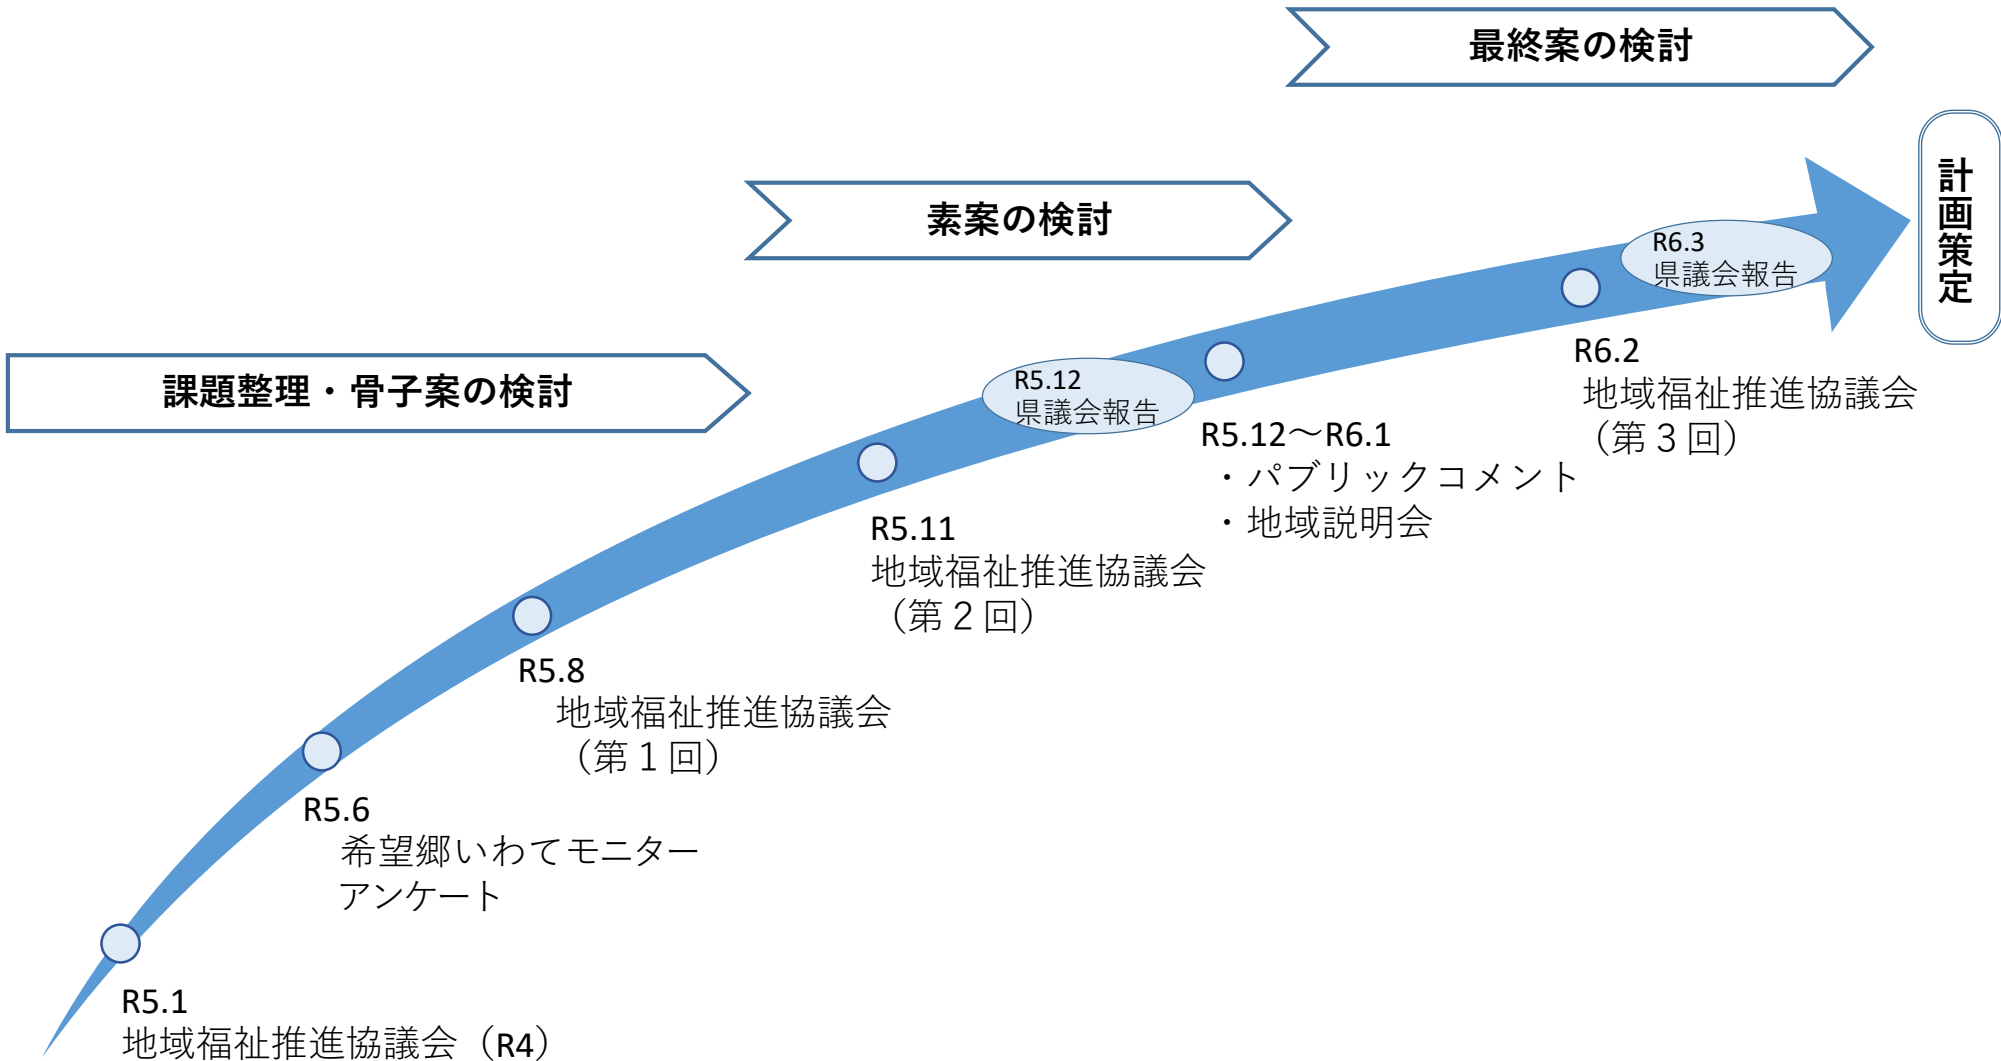 最終案の検討
計画策定
素案の検討
課題整理・骨子案の検討
R6.3
県議会報告
R6.2
地域福祉推進協議会
（第３回）
R5.12
県議会報告
R5.12～R6.1
・パブリックコメント
・地域説明会
R5.11
地域福祉推進協議会
（第２回）
R5.8
地域福祉推進協議会
（第１回）
R5.6
希望郷いわてモニター
アンケート
R5.1
地域福祉推進協議会（R4）